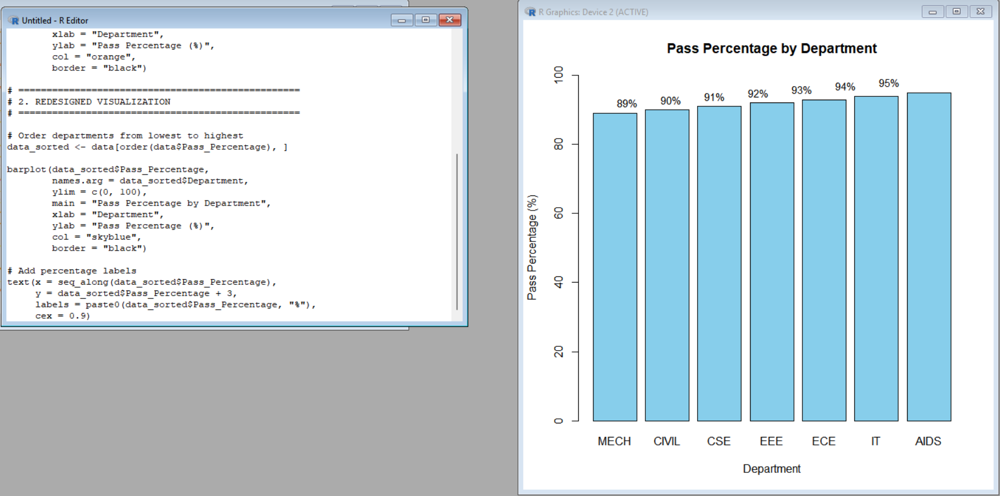 Untitled - R Editor
xlab = "Department",
ylab = "Pass Percentage (%)",
col = "orange",
border = "black")
# ==================================================
# 2. REDESIGNED VISUALIZATION
# ==================================================
# Order departments from lowest to highest
data_sorted <- data[order(data$Pass_Percentage), ]
barplot(data_sorted$Pass_Percentage,
names.arg = data_sorted$Department,
ylim = c(0, 100),
main = "Pass Percentage by Department",
xlab = "Department",
ylab = "Pass Percentage (%)",
col = "skyblue",
border = "black")
# Add percentage labels
text(x = seq_along(data_sorted$Pass_Percentage),
y = data_sorted$Pass_Percentage + 3,
labels = paste0(data_sorted$Pass_Percentage, "%"),
cex = 0.9)
R Graphics: Device 2 (ACTIVE)
Pass Percentage by Department
89% 90% 91% 92% 93% 94% 95%
100
80
60
40
20
0
Pass Percentage (%)
MECH CIVIL CSE EEE ECE IT AIDS
Department